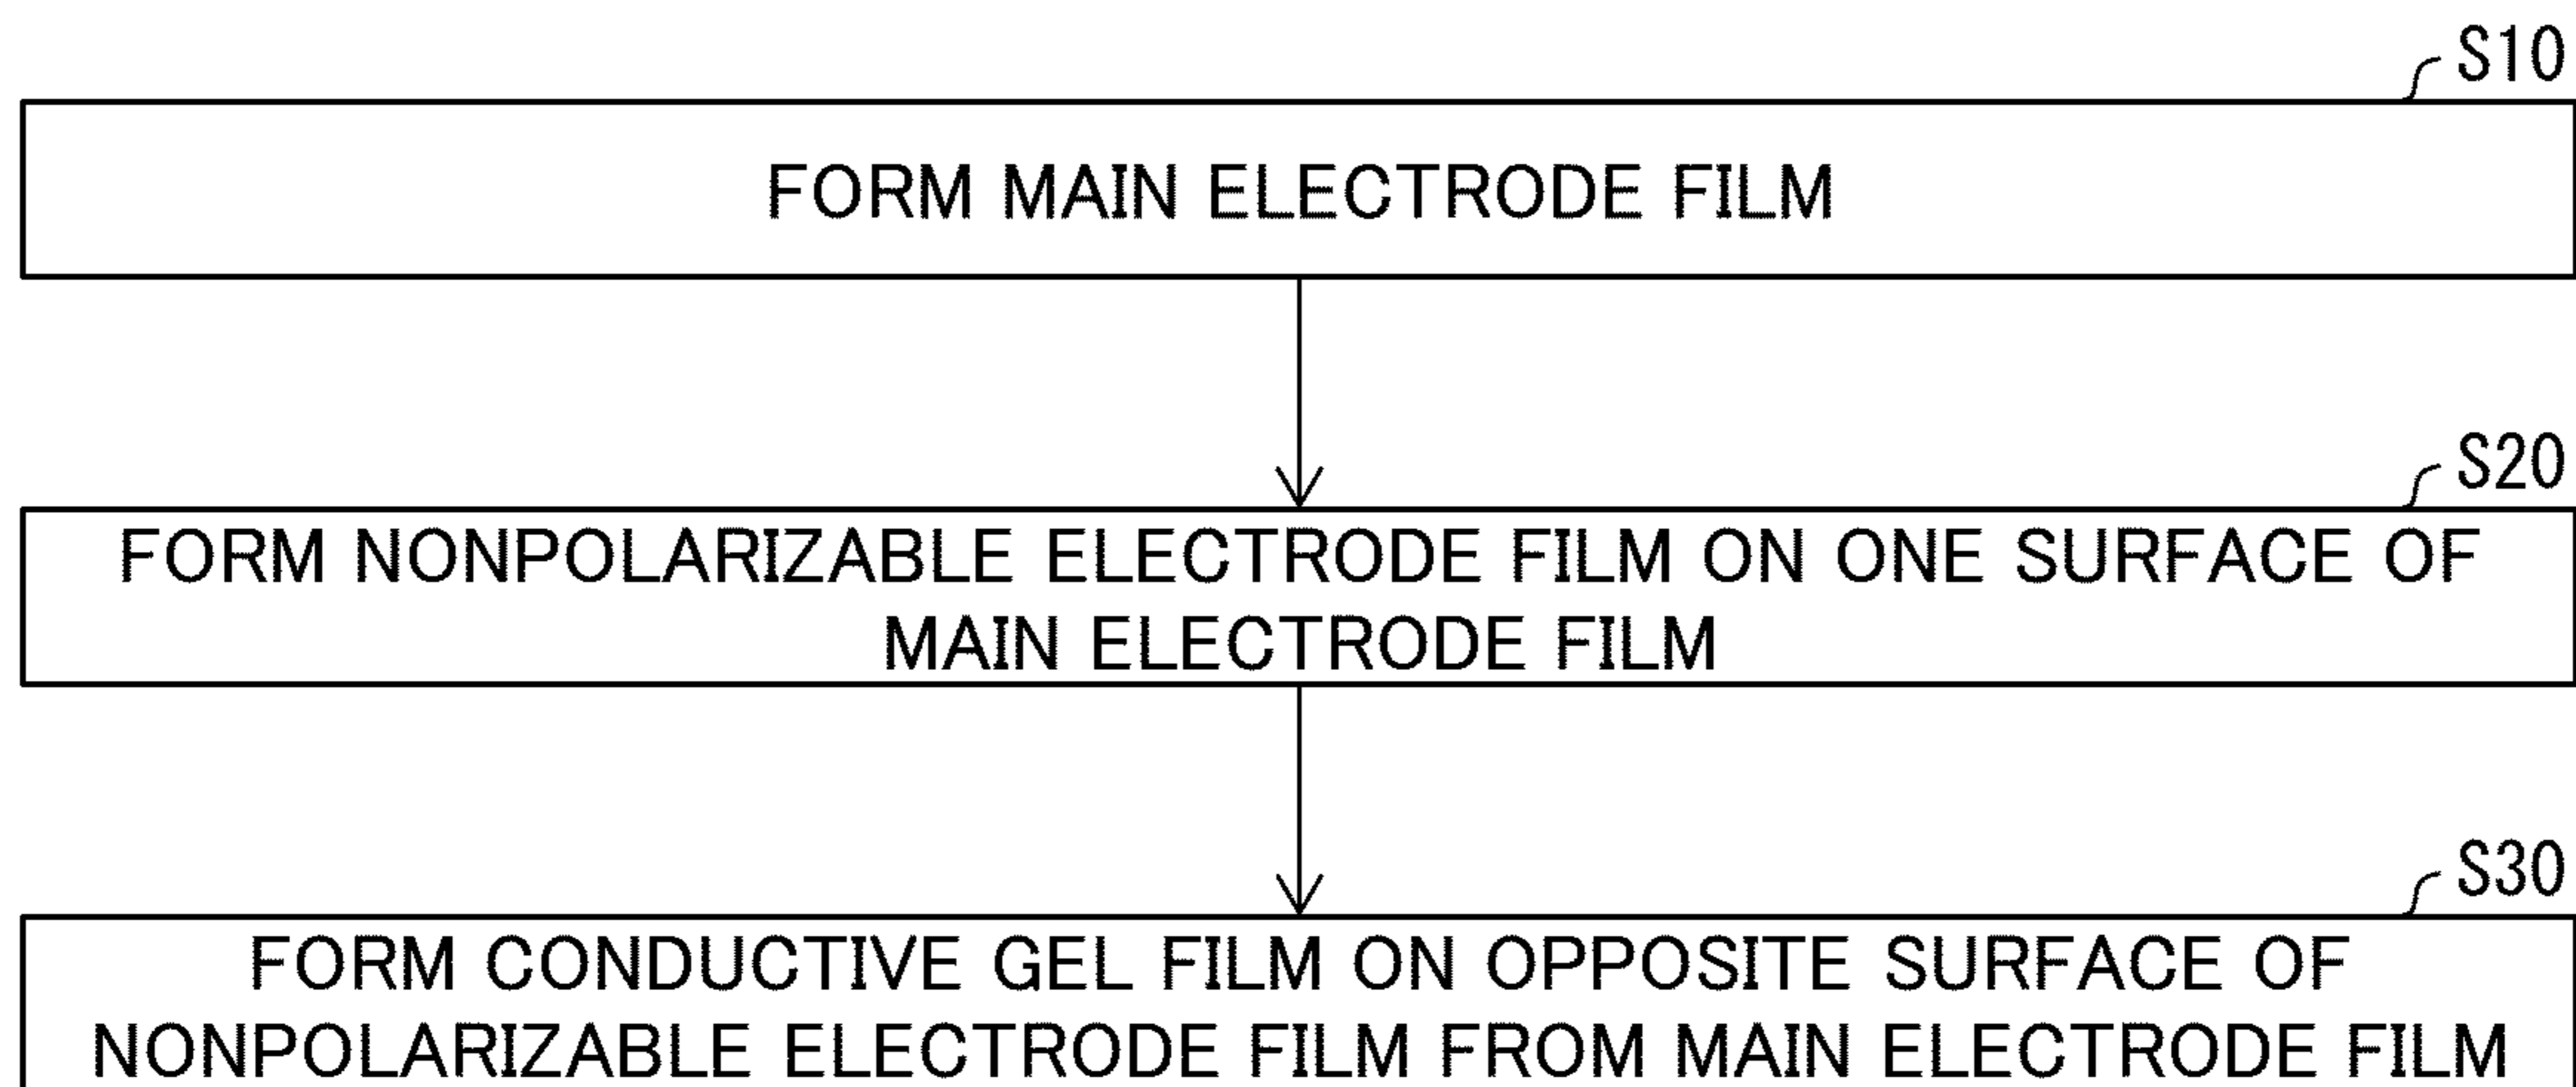 S10
FORM MAIN ELECTRODE FILM
S20
FORM NONPOLARIZABLE ELECTRODE FILM ON ONE SURFACE OF
MAIN ELECTRODE FILM
S30
FORM CONDUCTIVE GEL FILM ON OPPOSITE SURFACE OF
NONPOLARIZABLE ELECTRODE FILM FROM MAIN ELECTRODE FILM